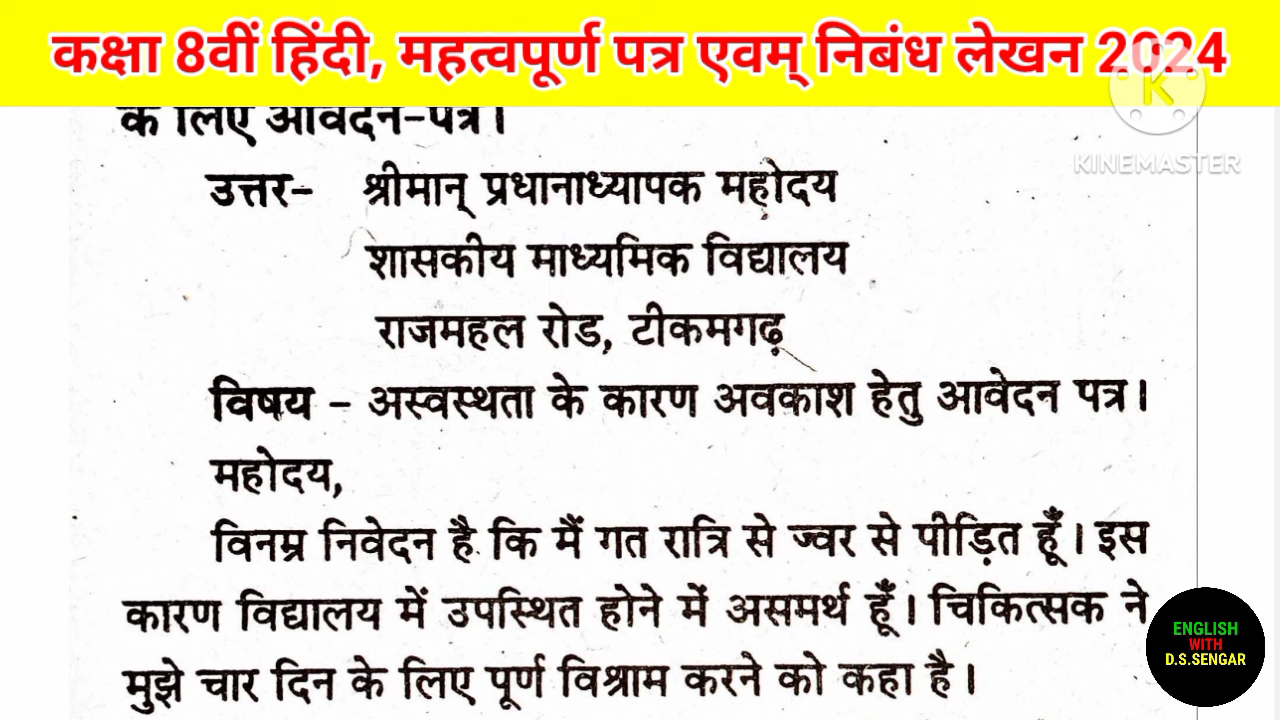 कक्षा 8वीं हिंदी, महत्वपूर्ण पत्र एवम् निबंध लेखन 2024
K
KINEMASTER
के लिए आवेदन-पत्र।
उत्तर- श्रीमान् प्रधानाध्यापक महोदय
शासकीय माध्यमिक विद्यालय
राजमहल रोड, टीकमगढ़
विषय - अस्वस्थता के कारण अवकाश हेतु आवेदन पत्र।
महोदय,
विनम्र निवेदन है कि मैं गत रात्रि से ज्वर से पीड़ित हूँ। इस
कारण विद्यालय में उपस्थित होने में असमर्थ हूँ। चिकित्सक ने
मुझे चार दिन के लिए पूर्ण विश्राम करने को कहा है।
ENGLISH
WITH
D.S.SENGAR